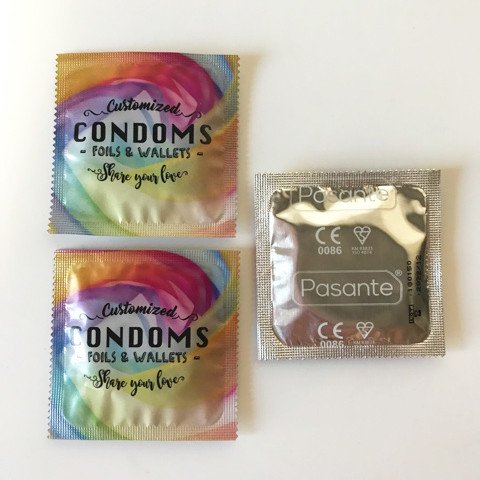 Customized
CONDOMS
- FOILS & WALLETS -
Share your love
Customized
CONDOMS
- FOILS & WALLETS -
Share your love
Pasante
CE
0086
Pasante®
CE
0086